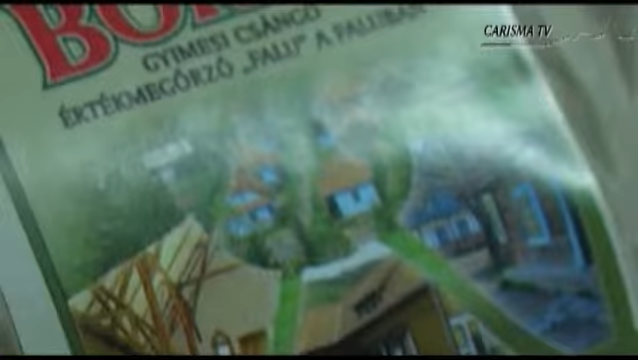 CARISMA TV
GYIMESI CSÁNGÓ
ÉRTÉKMEGŐRZŐ „FALU” A FALUBAN